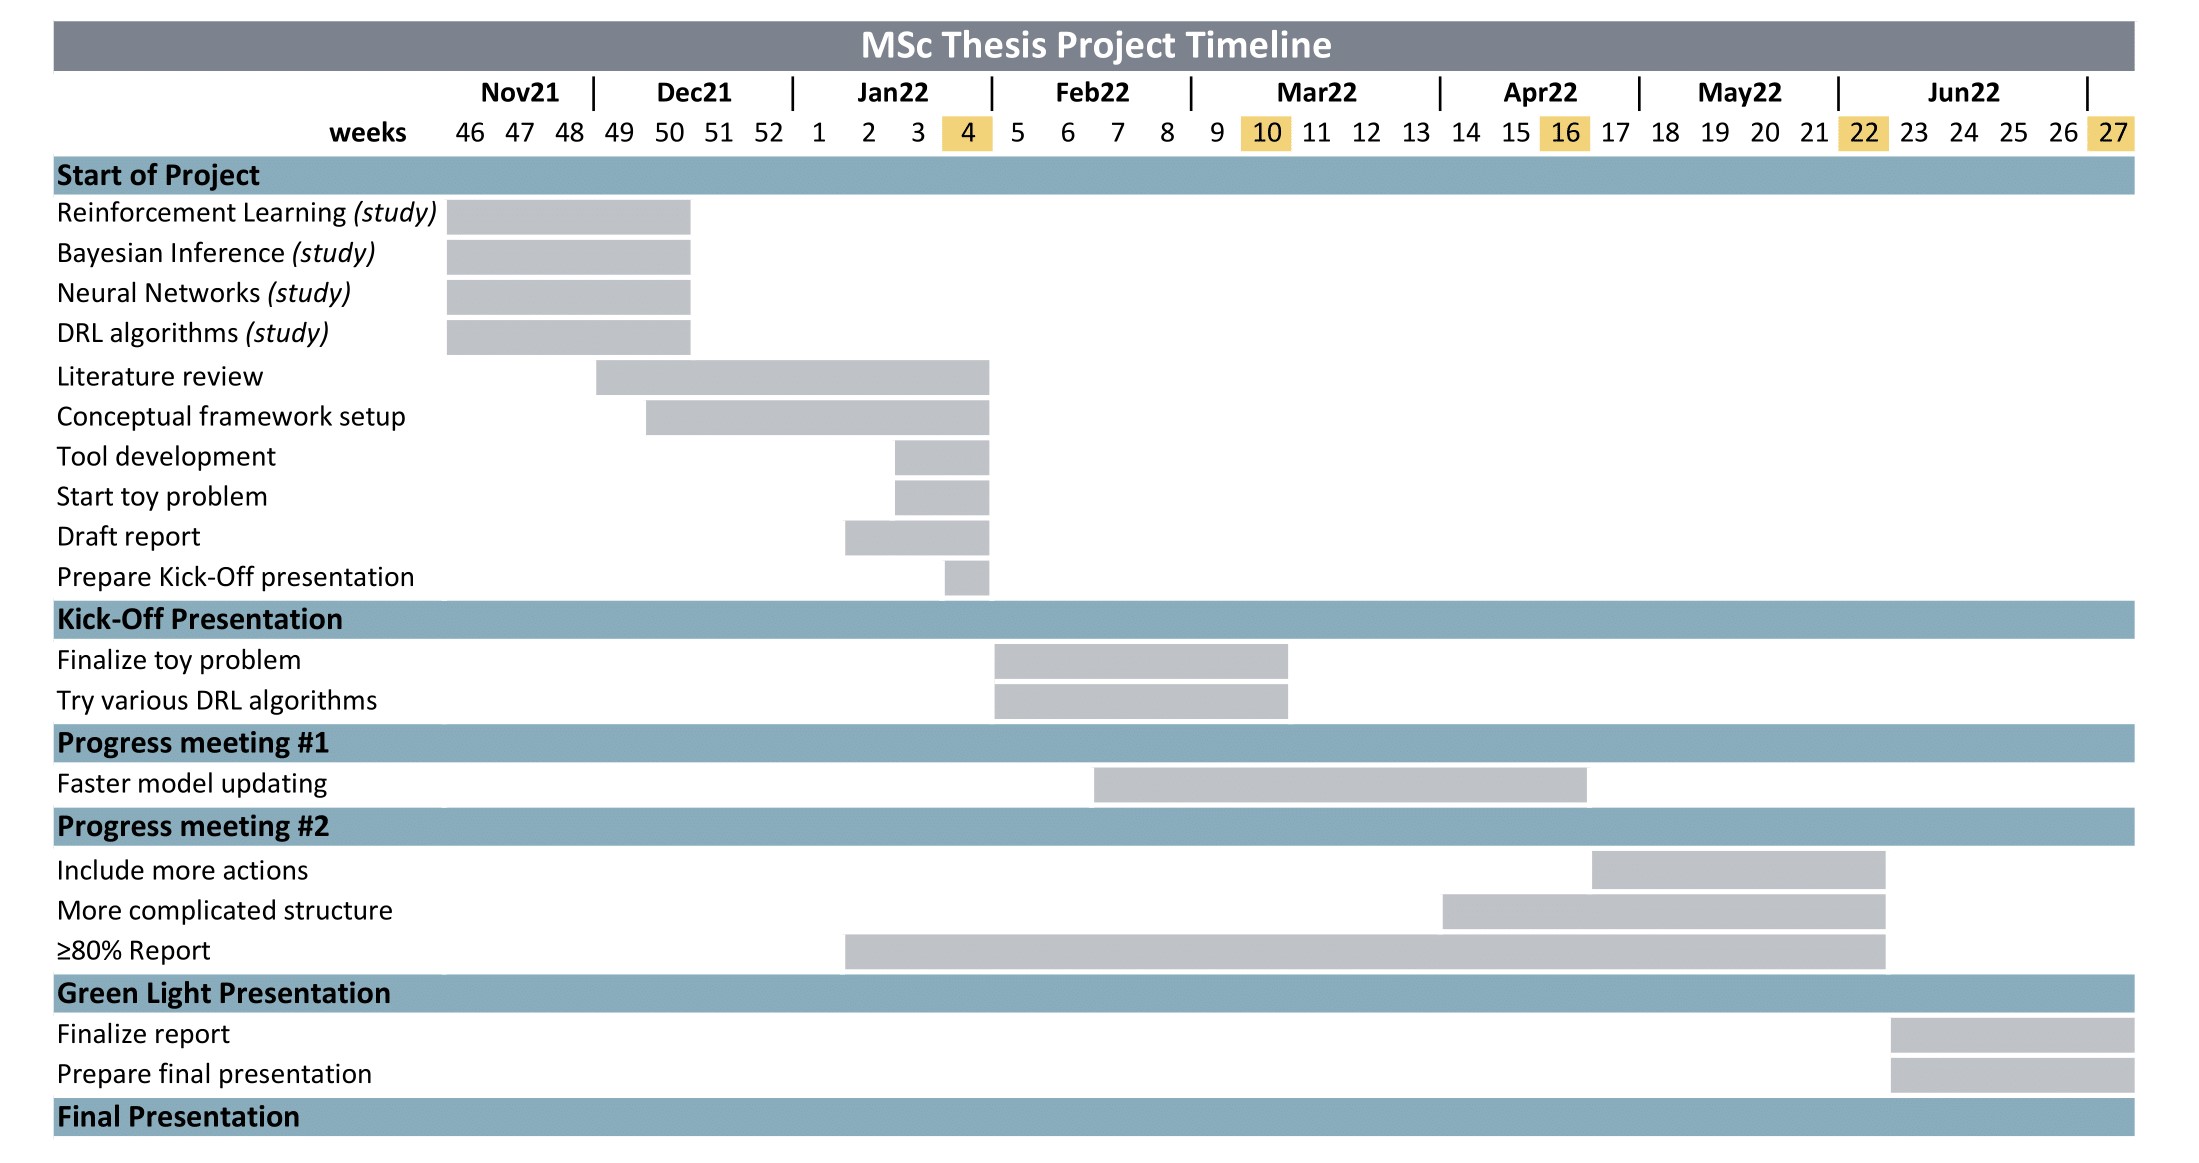 MSc Thesis Project Timeline
Nov21 | Dec21 | Jan22 | Feb22 | Mar22 | Apr22 | May22 | Jun22 |
weeks 46 47 48 49 50 51 52 1 2 3 4 5 6 7 8 9 10 11 12 13 14 15 16 17 18 19 20 21 22 23 24 25 26 27
Start of Project
Reinforcement Learning (study)
Bayesian Inference (study)
Neural Networks (study)
DRL algorithms (study)
Literature review
Conceptual framework setup
Tool development
Start toy problem
Draft report
Prepare Kick-Off presentation
Kick-Off Presentation
Finalize toy problem
Try various DRL algorithms
Progress meeting #1
Faster model updating
Progress meeting #2
Include more actions
More complicated structure
≥80% Report
Green Light Presentation
Finalize report
Prepare final presentation
Final Presentation